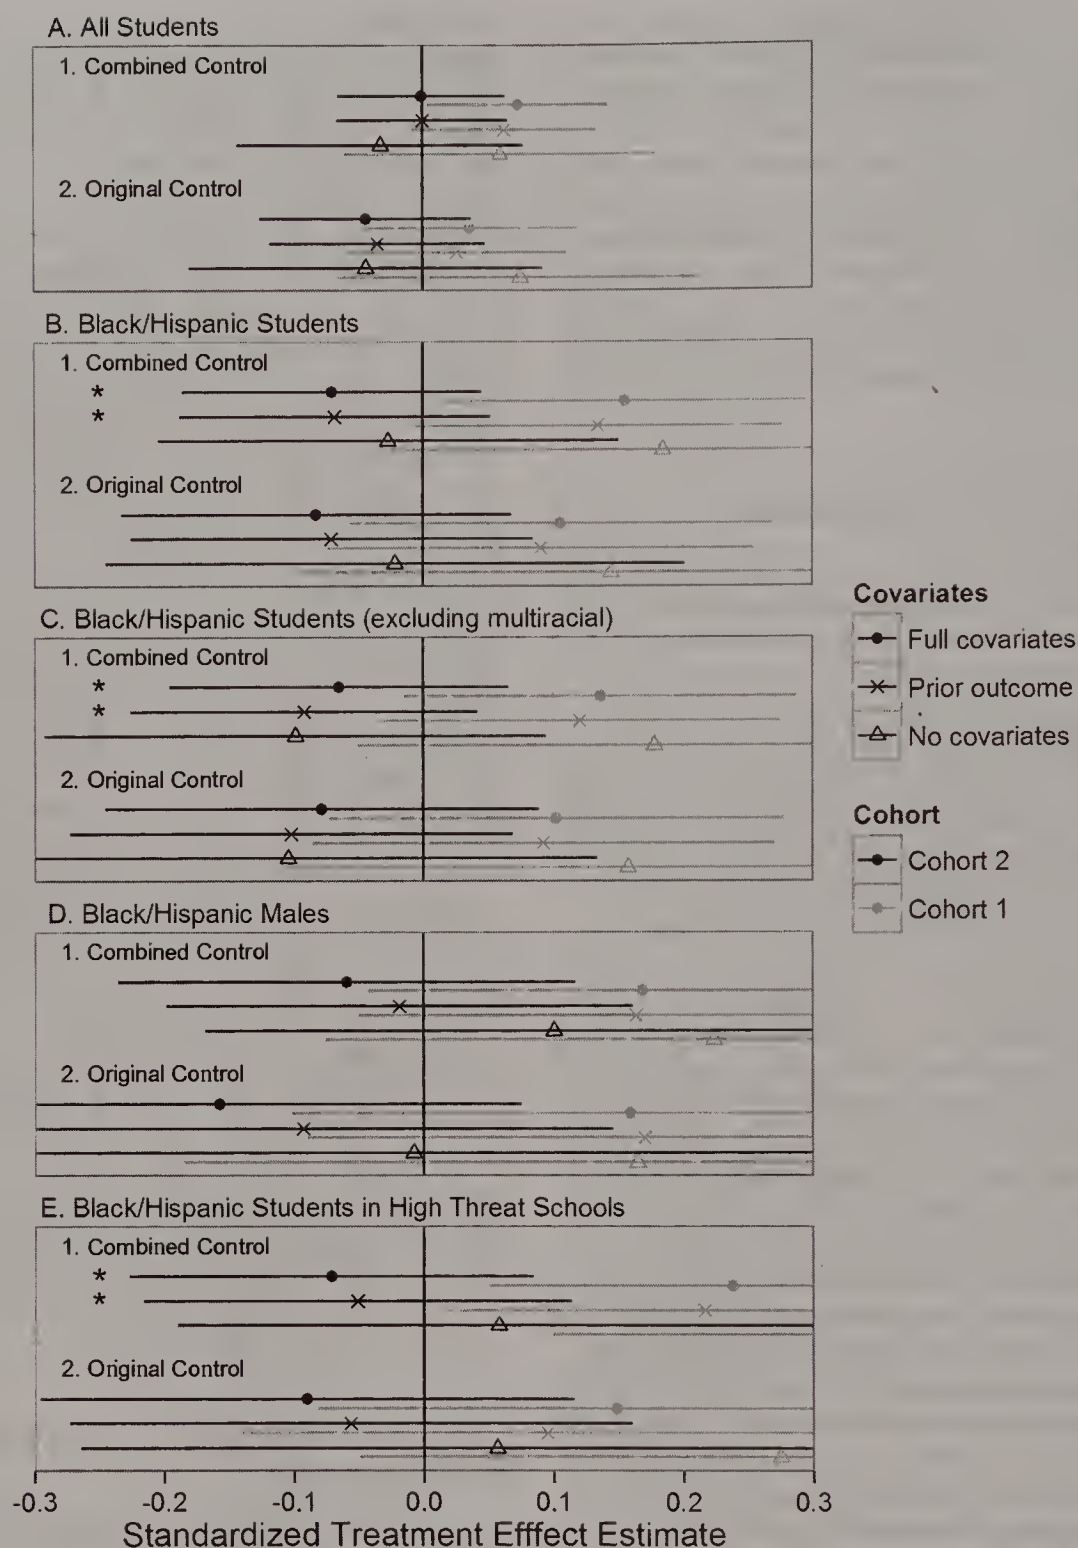 A. All Students
1. Combined Control
2. Original Control
B. Black/Hispanic Students
1. Combined Control
*
*
2. Original Control
C. Black/Hispanic Students (excluding multiracial)
1. Combined Control
*
*
2. Original Control
D. Black/Hispanic Males
1. Combined Control
2. Original Control
E. Black/Hispanic Students in High Threat Schools
1. Combined Control
*
*
2. Original Control
-0.3 -0.2 -0.1 0.0 0.1 0.2 0.3
Standardized Treatment Efffect Estimate
Covariates
Full covariates
Prior outcome
No covariates
Cohort
Cohort 2
Cohort 1